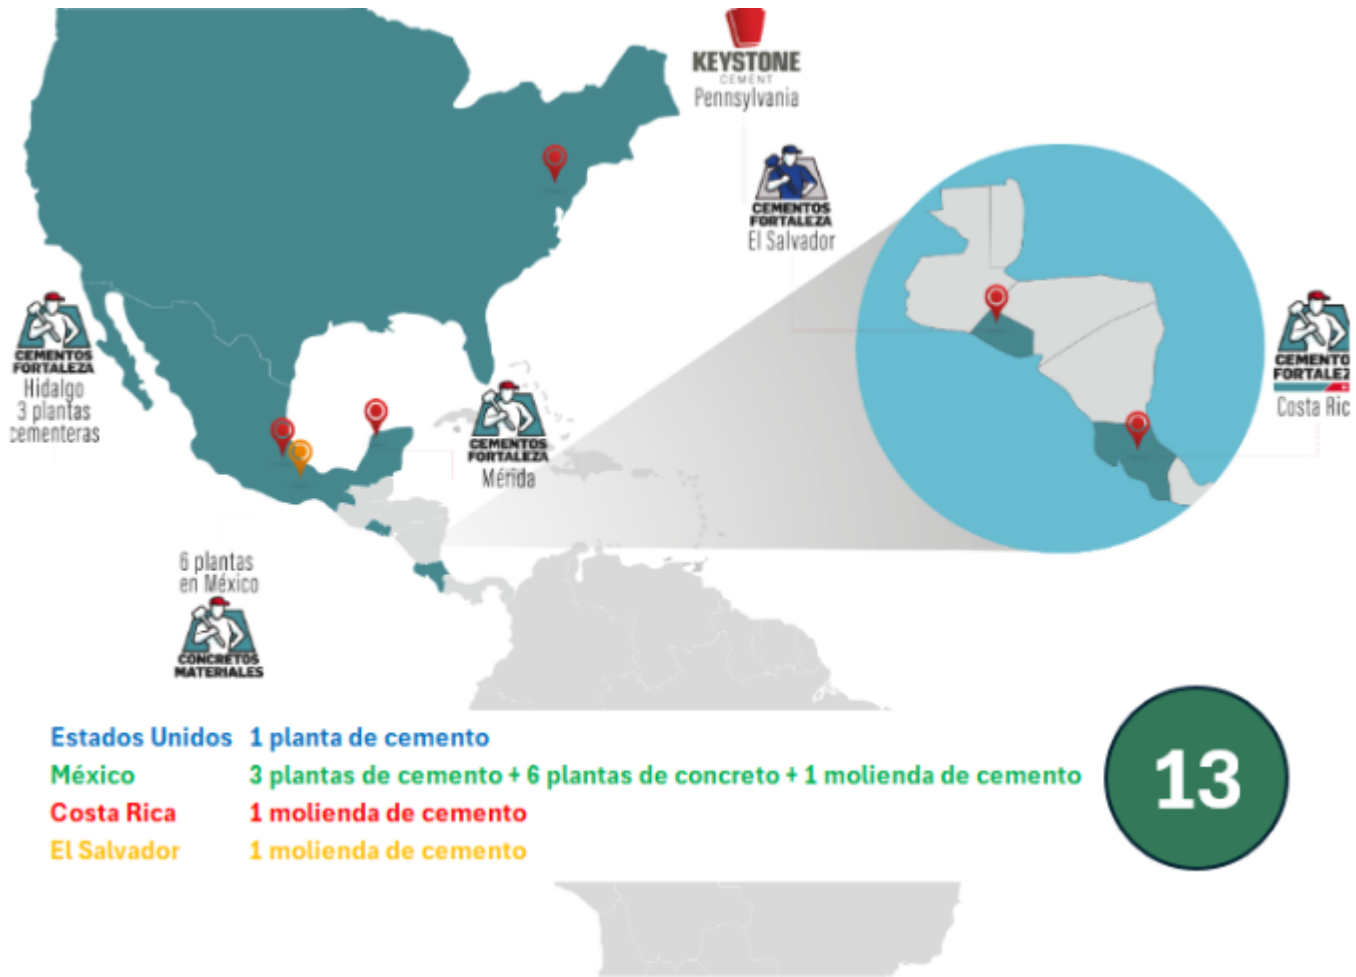 KEYSTONE
CEMENT
Pennsylvania
CEMENTOS
FORTALEZA
El Salvador
CEMENTOS
FORTALEZA
Hidalgo
3 plantas
cementeras
CEMENTOS
FORTALEZA
Mérida
CEMENTO
FORTALEZ
Costa Ric
6 plantas
en México
CONCRETOS
MATERIALES
Estados Unidos 1 planta de cemento
México 3 plantas de cemento + 6 plantas de concreto + 1 molienda de cemento
Costa Rica 1 molienda de cemento
El Salvador 1 molienda de cemento
13